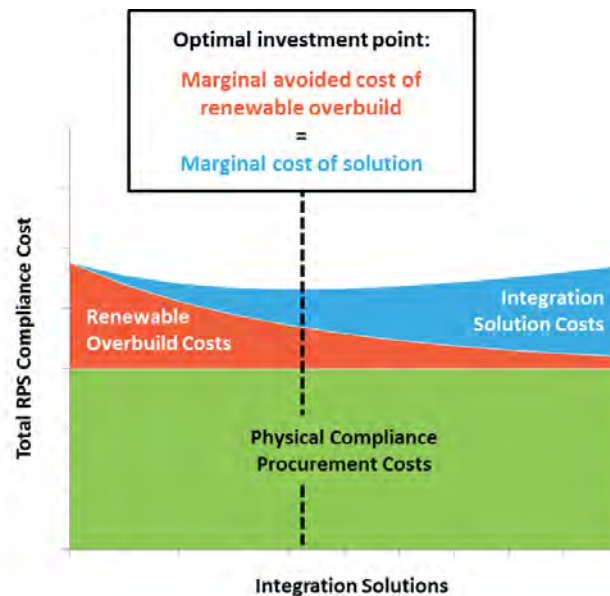 Optimal investment point:
Marginal avoided cost of
renewable overbuild
=
Marginal cost of solution
Total RPS Compliance Cost
Renewable
Overbuild Costs
Integration
Solution Costs
Physical Compliance
Procurement Costs
Integration Solutions